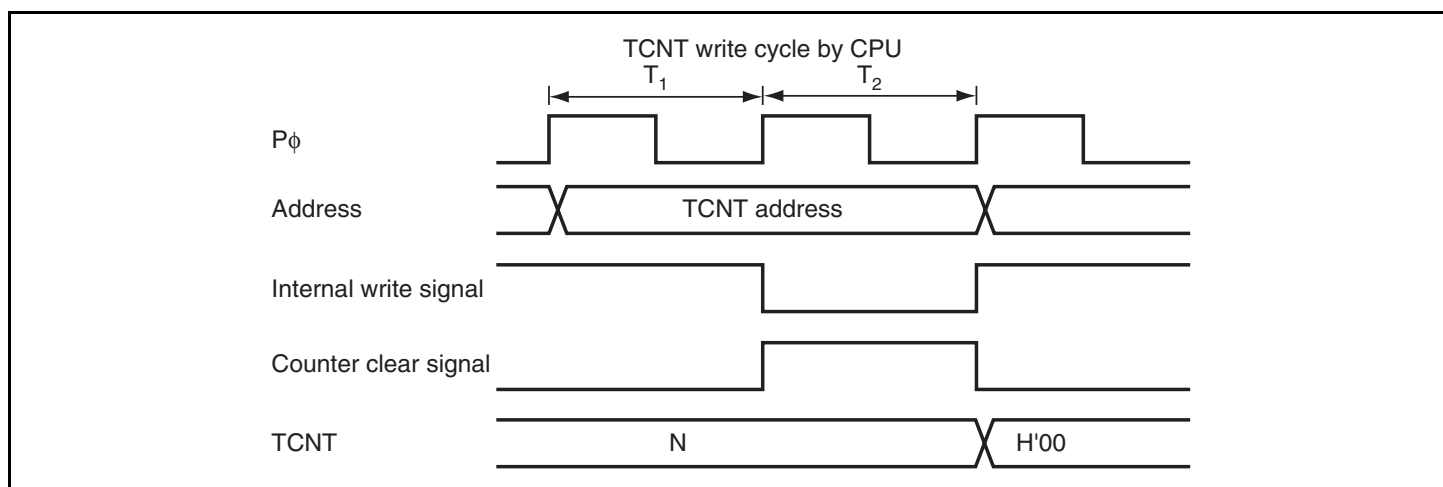 TCNT write cycle by CPU
T1 T2
Pϕ
Address TCNT address
Internal write signal
Counter clear signal
TCNT N H'00